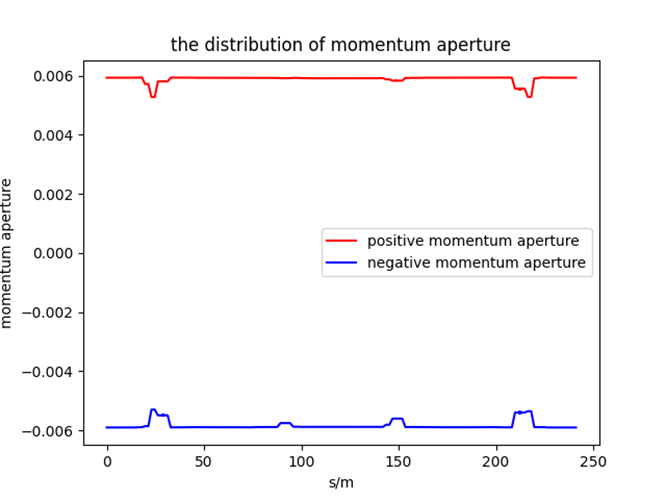 the distribution of momentum aperture
0.006
0.004
0.002
0.000
−0.002
−0.004
−0.006
momentum aperture
positive momentum aperture
negative momentum aperture
0
50
100
150
200
250
s/m